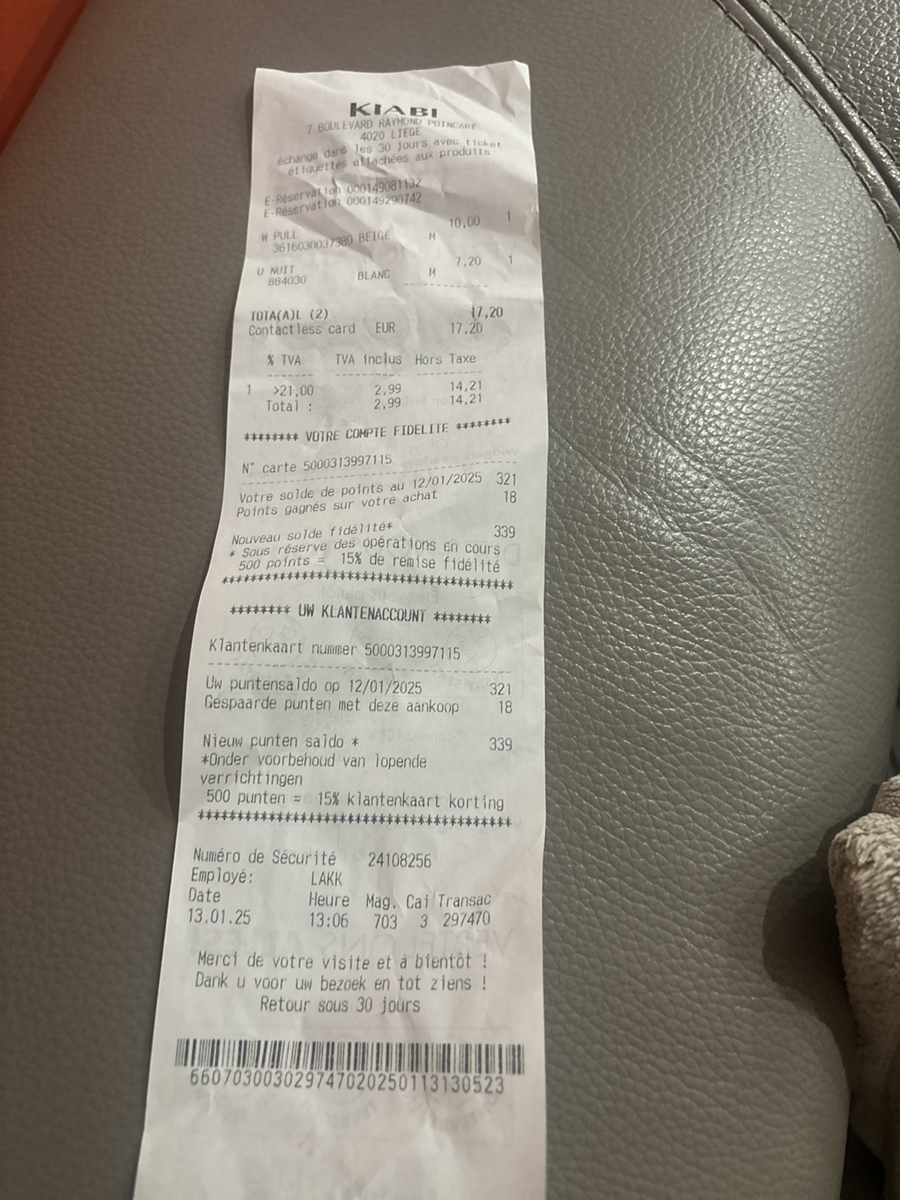 KIABI
7 BOULEVARD RAYMOND POINCARE
4020 LIEGE
échange dans les 30 jours avec ticket
étiquettes attachées aux produits
E-Réservation 000149081132
E-Réservation 000149290742
10,00 1
W PULL
3616030037380 BEIGE M
7,20 1
U NUIT
884030 BLANC M
------------
TOTA(A)L (2) 17,20
Contactless card EUR 17,20
% TVA TVA inclus Hors Taxe
1 >21,00 2,99 14,21
Total : 2,99 14,21
******** VOTRE COMPTE FIDELITE ********
N° carte 5000313997115
Votre solde de points au 12/01/2025 321
Points gagnés sur votre achat 18
Nouveau solde fidélité* 339
* Sous réserve des opérations en cours
500 points = 15% de remise fidélité
****************************************
******** UW KLANTENACCOUNT ********
Klantenkaart nummer 5000313997115
Uw puntensaldo op 12/01/2025 321
Gespaarde punten met deze aankoop 18
Nieuw punten saldo * 339
*Onder voorbehoud van lopende
verrichtingen
500 punten = 15% klantenkaart korting
****************************************
Numéro de Sécurité 24108256
Employé: LAKK
Date Heure Mag. Cai Transac
13.01.25 13:06 703 3 297470
Merci de votre visite et à bientôt !
Dank u voor uw bezoek en tot ziens !
Retour sous 30 jours
660703003029747020250113130523